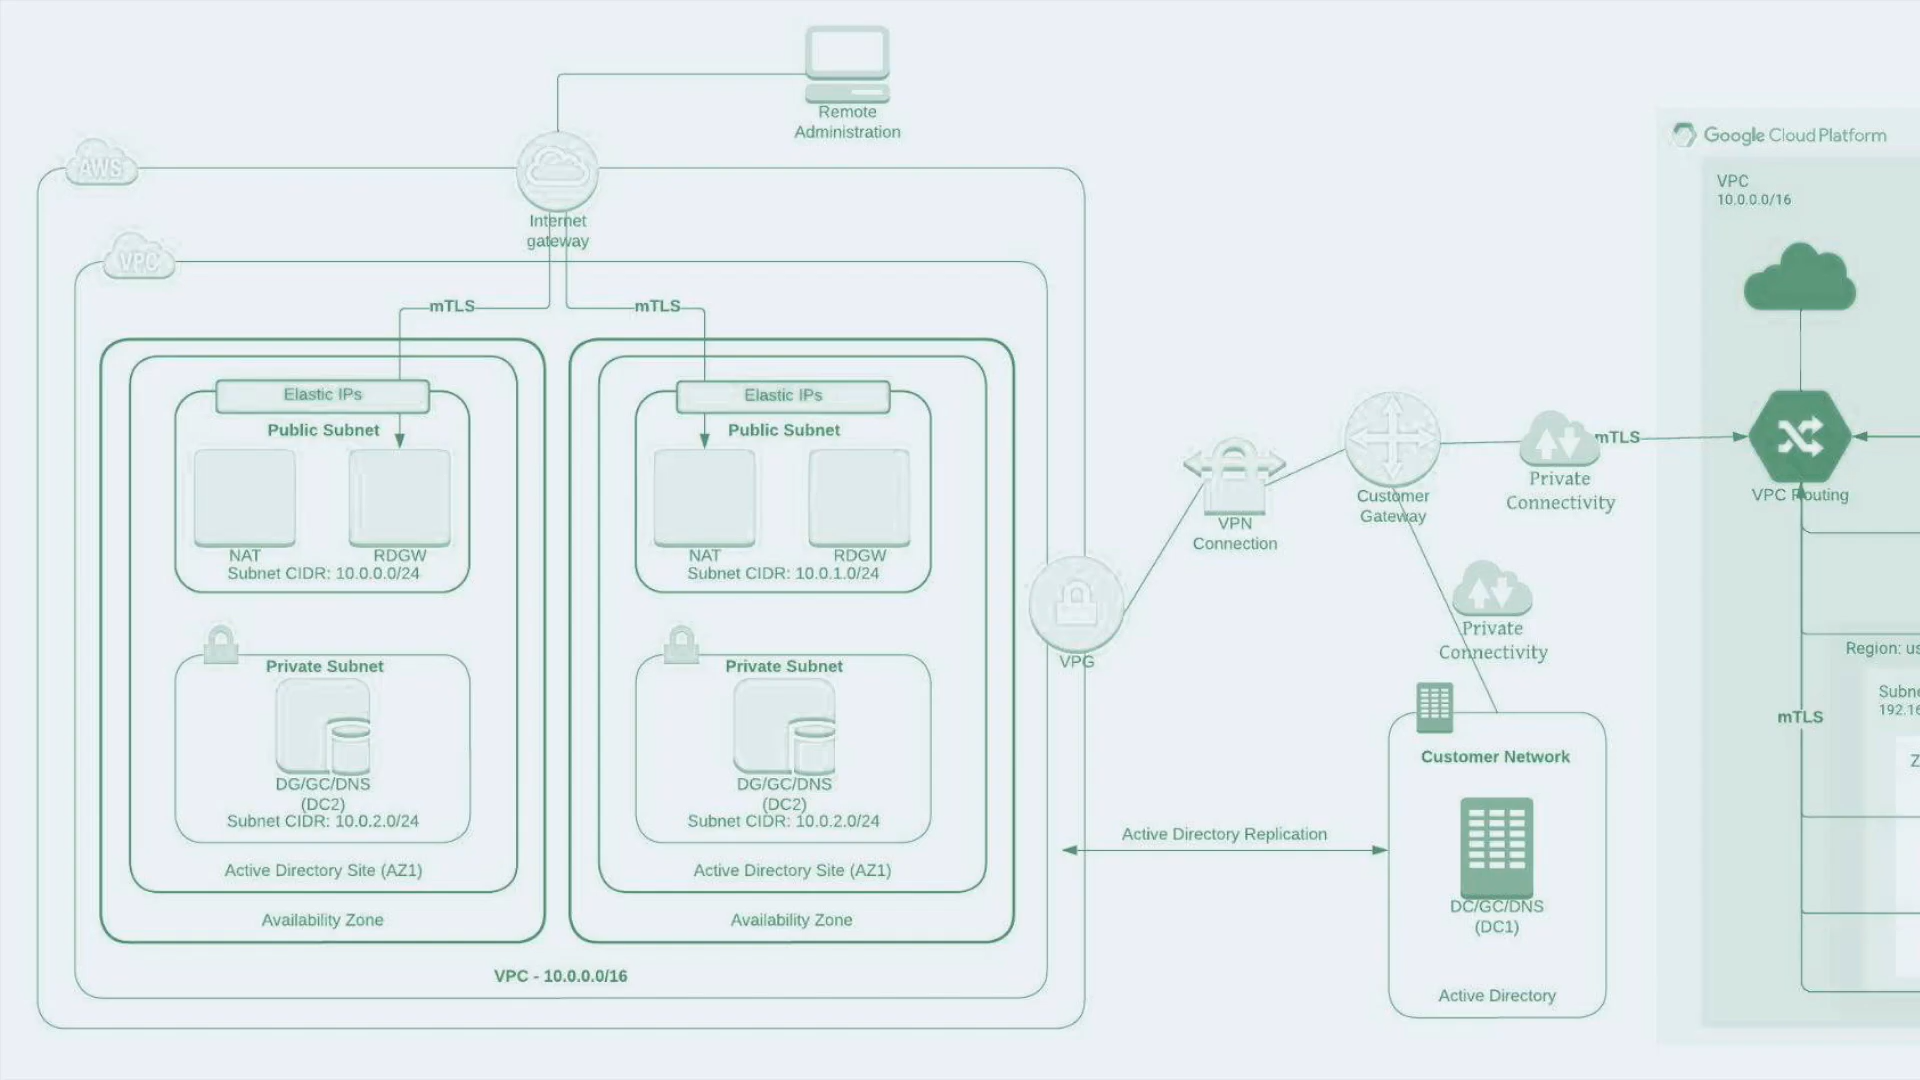 Remote
Administration
AWS
Internet
gateway
VPC
mTLS
mTLS
Elastic IPs
Public Subnet
NAT
RDGW
Subnet CIDR: 10.0.0.0/24
Private Subnet
DG/GC/DNS
(DC2)
Subnet CIDR: 10.0.2.0/24
Active Directory Site (AZ1)
Availability Zone
Elastic IPs
Public Subnet
NAT
RDGW
Subnet CIDR: 10.0.1.0/24
Private Subnet
DG/GC/DNS
(DC2)
Subnet CIDR: 10.0.2.0/24
Active Directory Site (AZ1)
Availability Zone
VPC - 10.0.0.0/16
VPG
VPN
Connection
Customer
Gateway
Private
Connectivity
mTLS
Private
Connectivity
Active Directory Replication
Customer Network
DC/GC/DNS
(DC1)
Active Directory
Google Cloud Platform
VPC
10.0.0.0/16
VPC Routing
Region: us
mTLS
Subne
192.16
Z